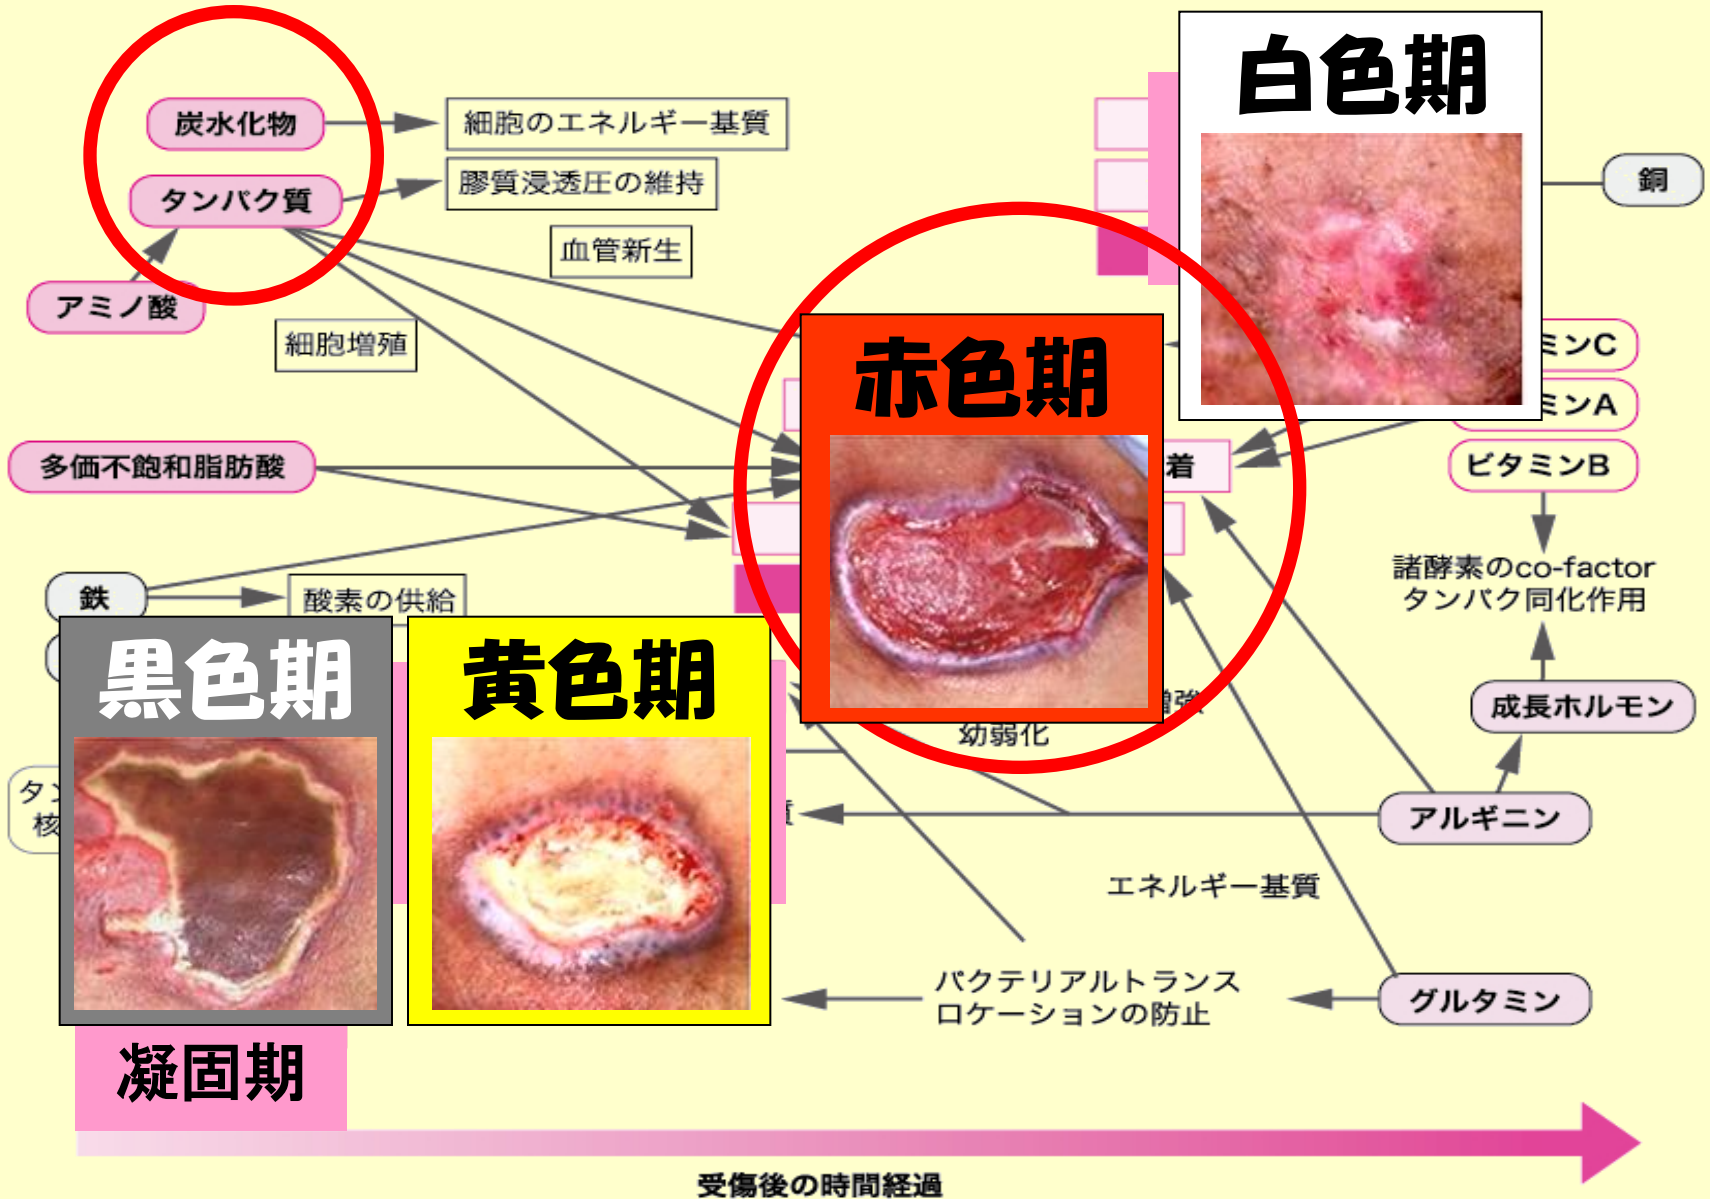 白色期
炭水化物
細胞のエネルギー基質
タンパク質
膠質浸透圧の維持
銅
血管新生
アミノ酸
細胞増殖
赤色期
ミンC
ミンA
多価不飽和脂肪酸
着
ビタミンB
諸酵素のco-factor
タンパク同化作用
鉄
酸素の供給
黒色期
黄色期
増強
幼弱化
成長ホルモン
タン
核
質
アルギニン
エネルギー基質
バクテリアルトランス
ロケーションの防止
グルタミン
凝固期
受傷後の時間経過